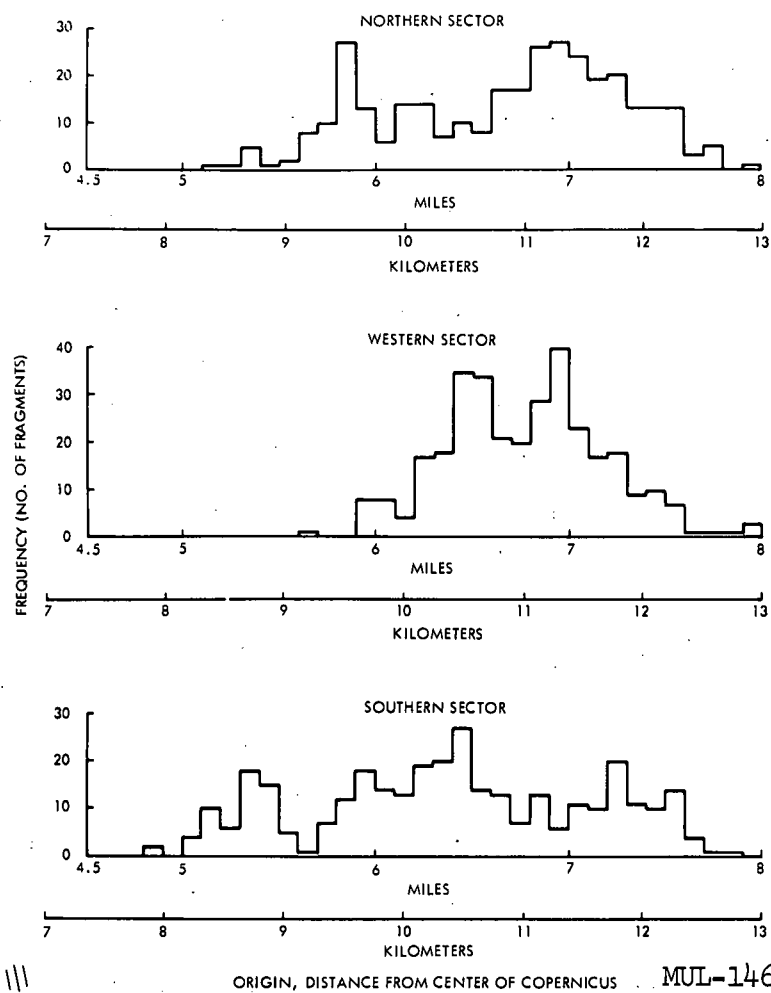 NORTHERN SECTOR
30
20
10
0
4.5 5 6 7 8
MILES
7 8 9 10 11 12 13
KILOMETERS
FREQUENCY (NO. OF FRAGMENTS)
WESTERN SECTOR
40
30
20
10
0
4.5 5 6 7 8
MILES
7 8 9 10 11 12 13
KILOMETERS
SOUTHERN SECTOR
30
20
10
0
4.5 5 6 7 8
MILES
7 8 9 10 11 12 13
KILOMETERS
ORIGIN, DISTANCE FROM CENTER OF COPERNICUS
MUL-146